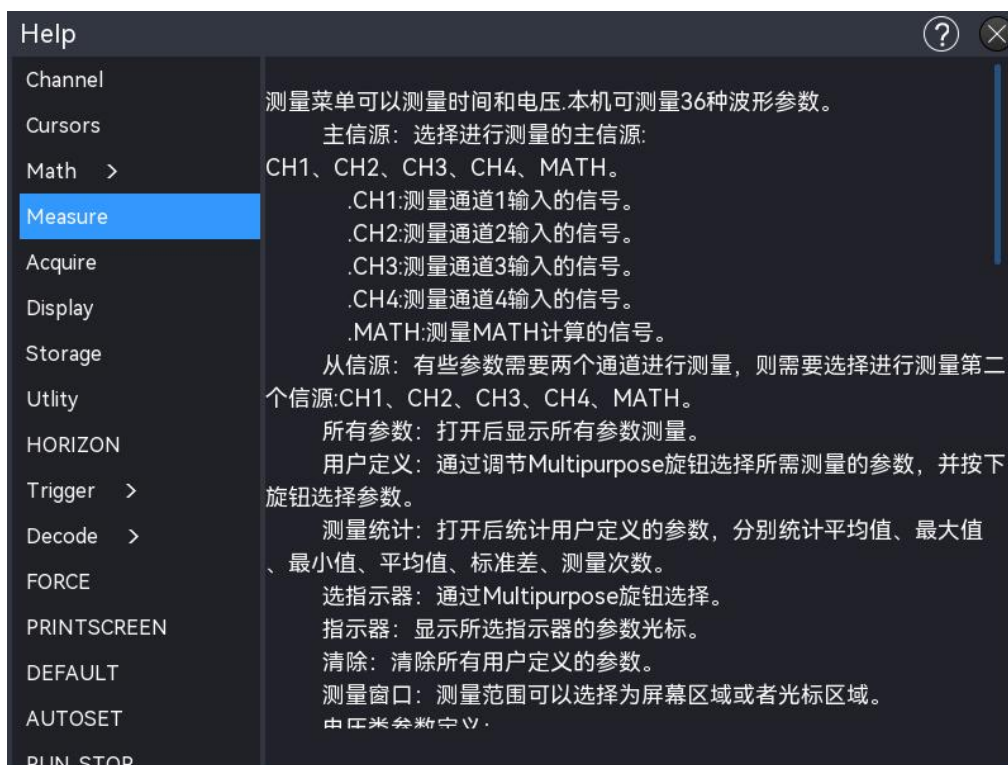 Help
?
Channel
Cursors
Math >
Measure
Acquire
Display
Storage
Utlity
HORIZON
Trigger >
Decode >
FORCE
PRINTSCREEN
DEFAULT
AUTOSET
RUN STOP
测量菜单可以测量时间和电压.本机可测量36种波形参数。
主信源：选择进行测量的主信源:
CH1、CH2、CH3、CH4、MATH。
.CH1:测量通道1输入的信号。
.CH2:测量通道2输入的信号。
.CH3:测量通道3输入的信号。
.CH4:测量通道4输入的信号。
.MATH:测量MATH计算的信号。
从信源：有些参数需要两个通道进行测量，则需要选择进行测量第二
个信源:CH1、CH2、CH3、CH4、MATH。
所有参数：打开后显示所有参数测量。
用户定义：通过调节Multipurpose旋钮选择所需测量的参数，并按下
旋钮选择参数。
测量统计：打开后统计用户定义的参数，分别统计平均值、最大值
、最小值、平均值、标准差、测量次数。
选指示器：通过Multipurpose旋钮选择。
指示器：显示所选指示器的参数光标。
清除：清除所有用户定义的参数。
测量窗口：测量范围可以选择为屏幕区域或者光标区域。
电压类参数定义：